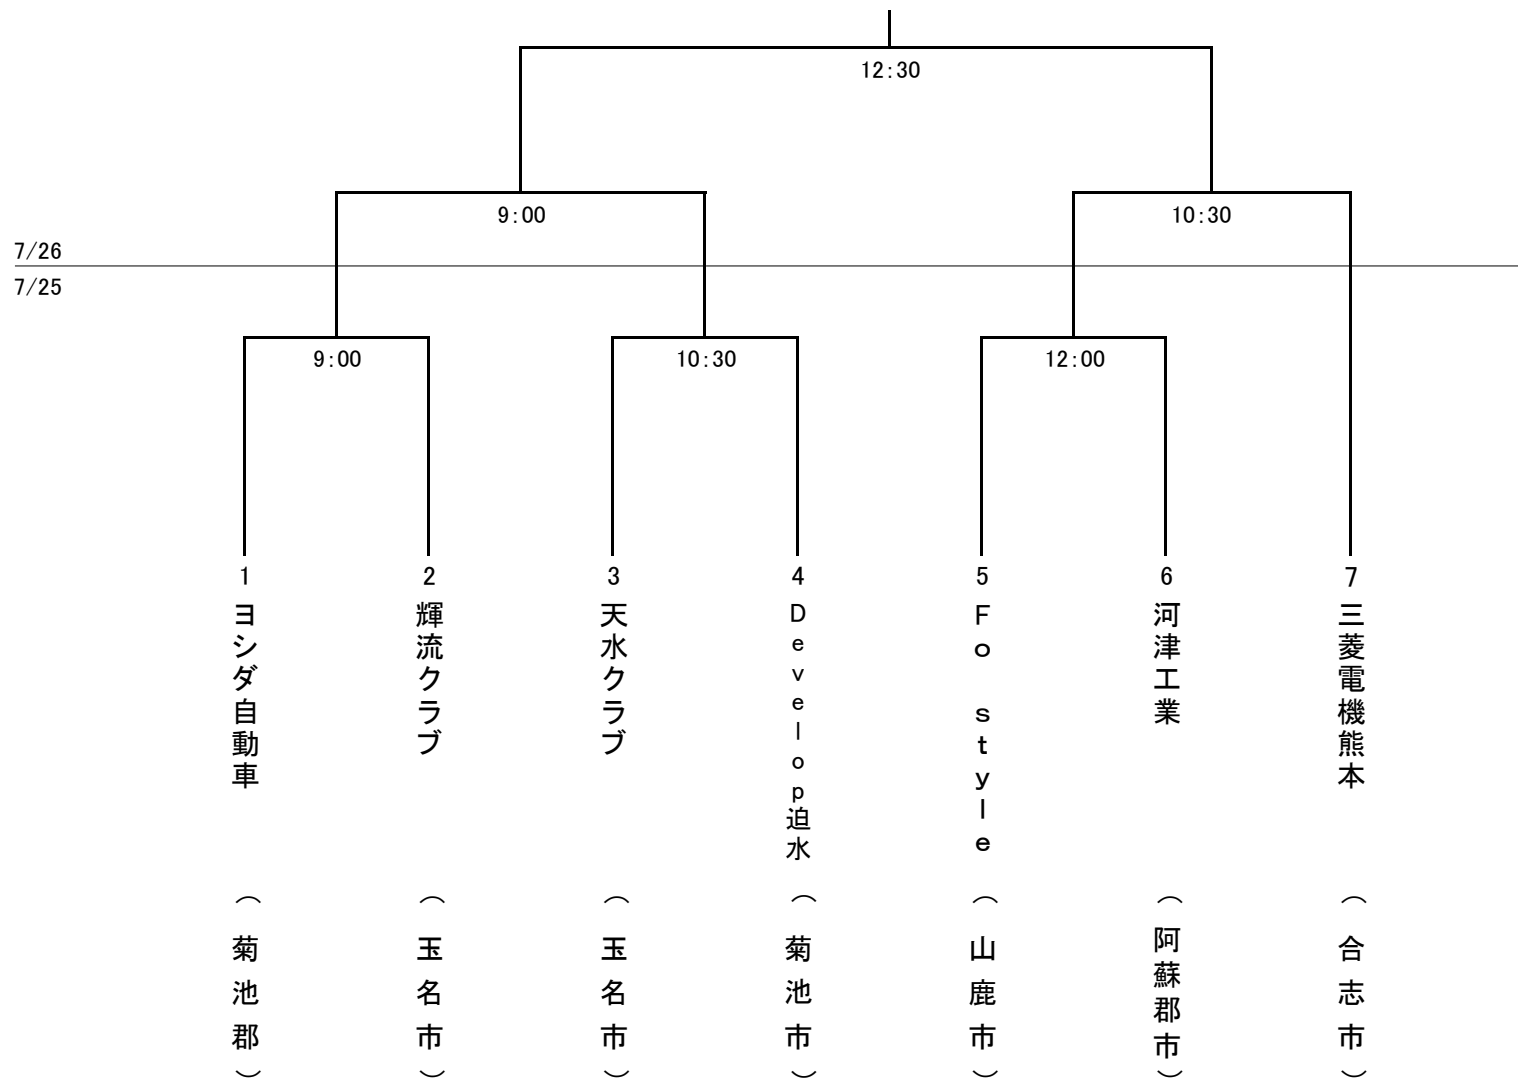 12:30
9:00
10:30
7/26
7/25
9:00
10:30
12:00
1
ヨシダ自動車
（菊池郡）
2
輝流クラブ
（玉名市）
3
天水クラブ
（玉名市）
4
Develop迫水
（菊池市）
5
Fo style
（山鹿市）
6
河津工業
（阿蘇郡市）
7
三菱電機熊本
（合志市）